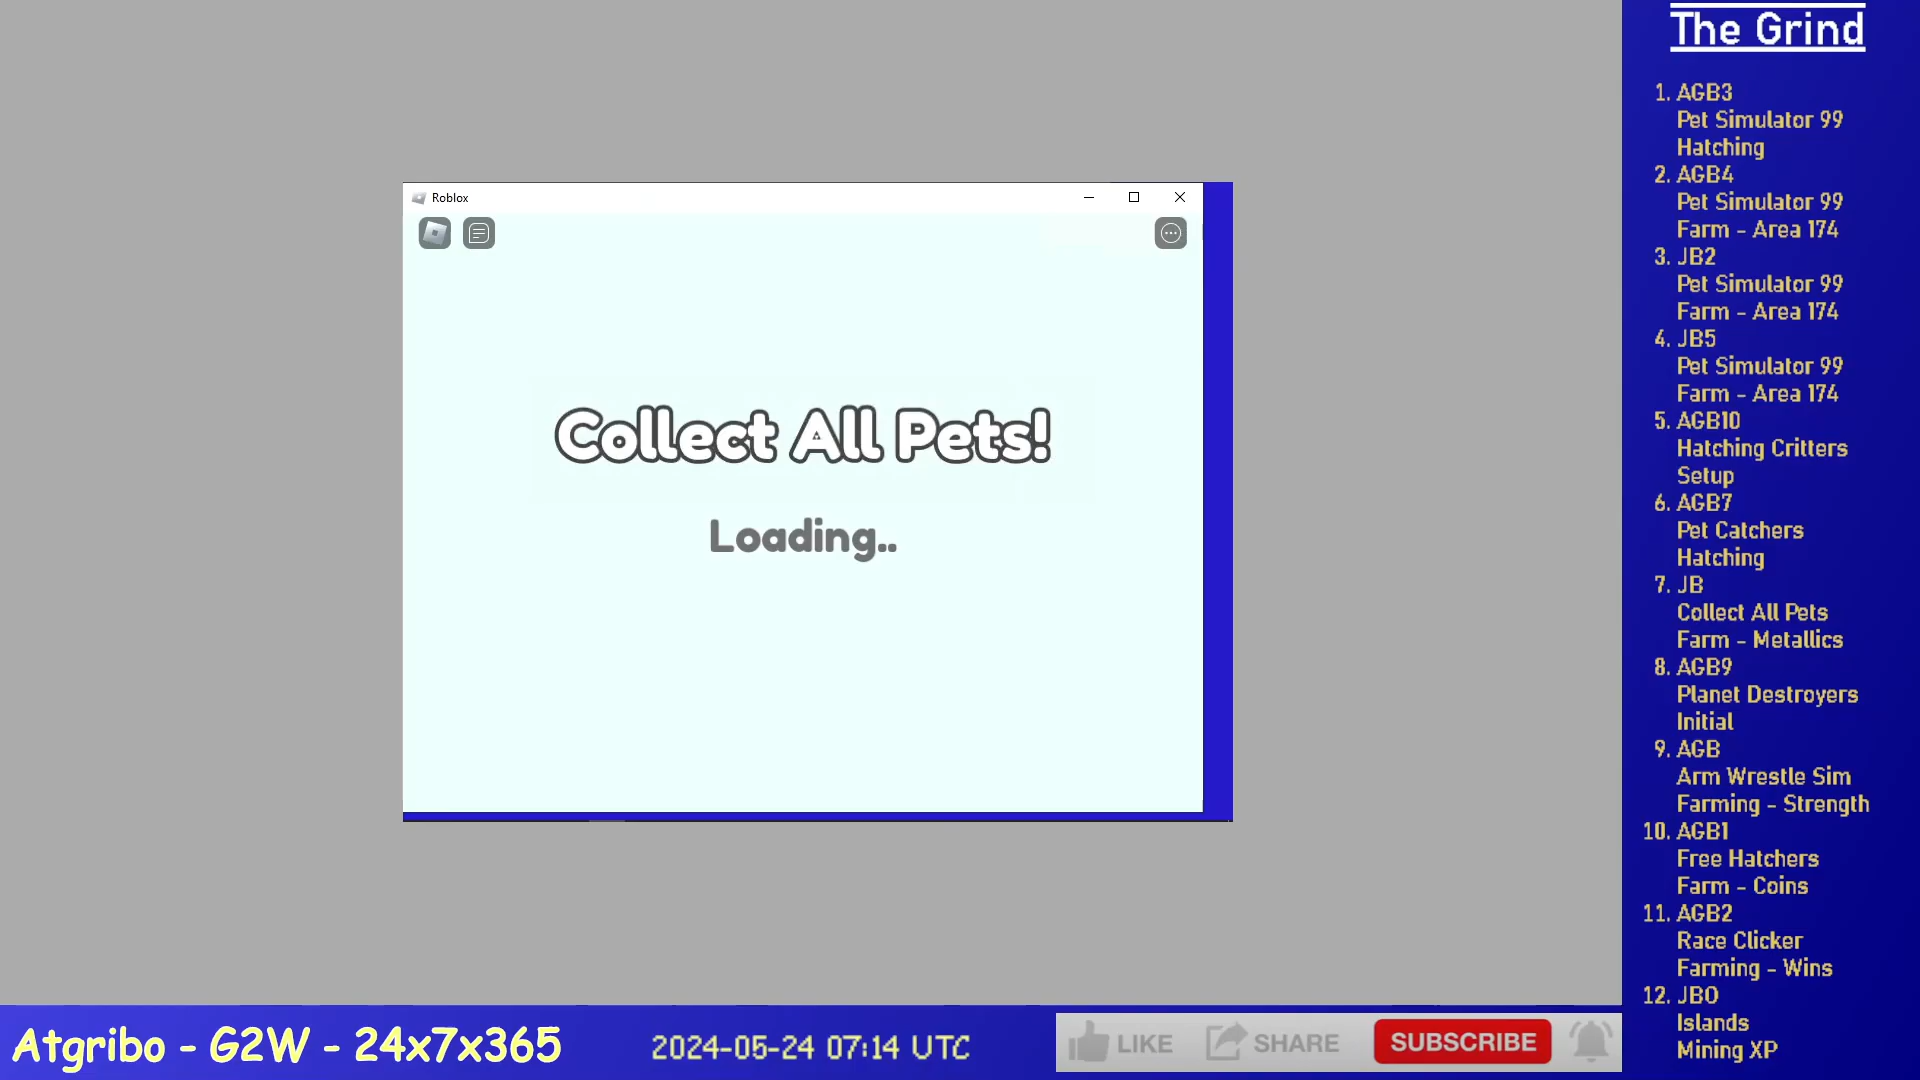 The Grind
1. AGB3
Pet Simulator 99
Hatching
2. AGB4
Pet Simulator 99
Farm - Area 174
3. JB2
Pet Simulator 99
Farm - Area 174
4. JB5
Pet Simulator 99
Farm - Area 174
5. AGB10
Hatching Critters
Setup
6. AGB7
Pet Catchers
Hatching
7. JB
Collect All Pets
Farm - Metallics
8. AGB9
Planet Destroyers
Initial
9. AGB
Arm Wrestle Sim
Farming - Strength
10. AGB1
Free Hatchers
Farm - Coins
11. AGB2
Race Clicker
Farming - Wins
12. JB0
Islands
Mining XP
Roblox
Collect All Pets!
Loading..
Atgribo - G2W - 24x7x365
2024-05-24 07:14 UTC
LIKE
SHARE
SUBSCRIBE